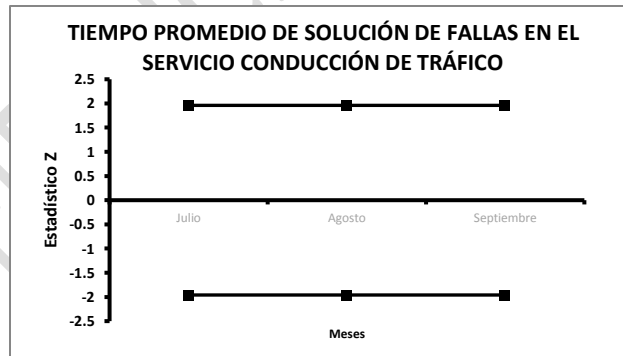 TIEMPO PROMEDIO DE SOLUCIÓN DE FALLAS EN EL
SERVICIO CONDUCCIÓN DE TRÁFICO
2.5
2
1.5
1
0.5
0
-0.5
-1
-1.5
-2
-2.5
Estadístico Z
Julio
Agosto
Septiembre
Meses